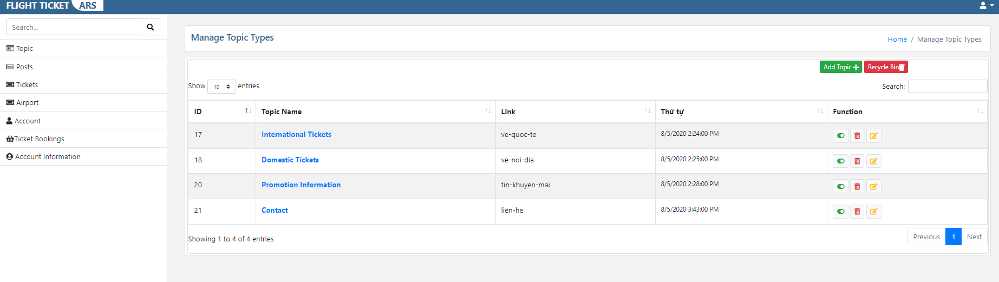 FLIGHT TICKET ARS
Search...
Topic
Posts
Tickets
Airport
Account
Ticket Bookings
Account Information
Manage Topic Types
Home / Manage Topic Types
Add Topic
Recycle Bin
Show 10 entries
Search:
ID Topic Name Link Thứ tự Function
17 International Tickets ve-quoc-te 8/5/2020 2:24:00 PM
18 Domestic Tickets ve-noi-dia 8/5/2020 2:25:00 PM
20 Promotion Information tin-khuyen-mai 8/5/2020 2:28:00 PM
21 Contact lien-he 8/5/2020 3:43:00 PM
Showing 1 to 4 of 4 entries
Previous 1 Next